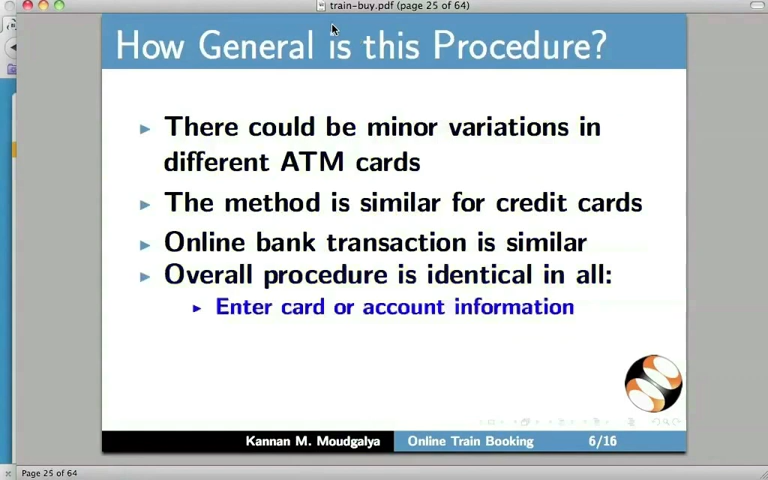 train-buy.pdf (page 25 of 64)
How General is this Procedure?
There could be minor variations in
different ATM cards
The method is similar for credit cards
Online bank transaction is similar
Overall procedure is identical in all:
Enter card or account information
Kannan M. Moudgalya Online Train Booking 6/16
Page 25 of 64